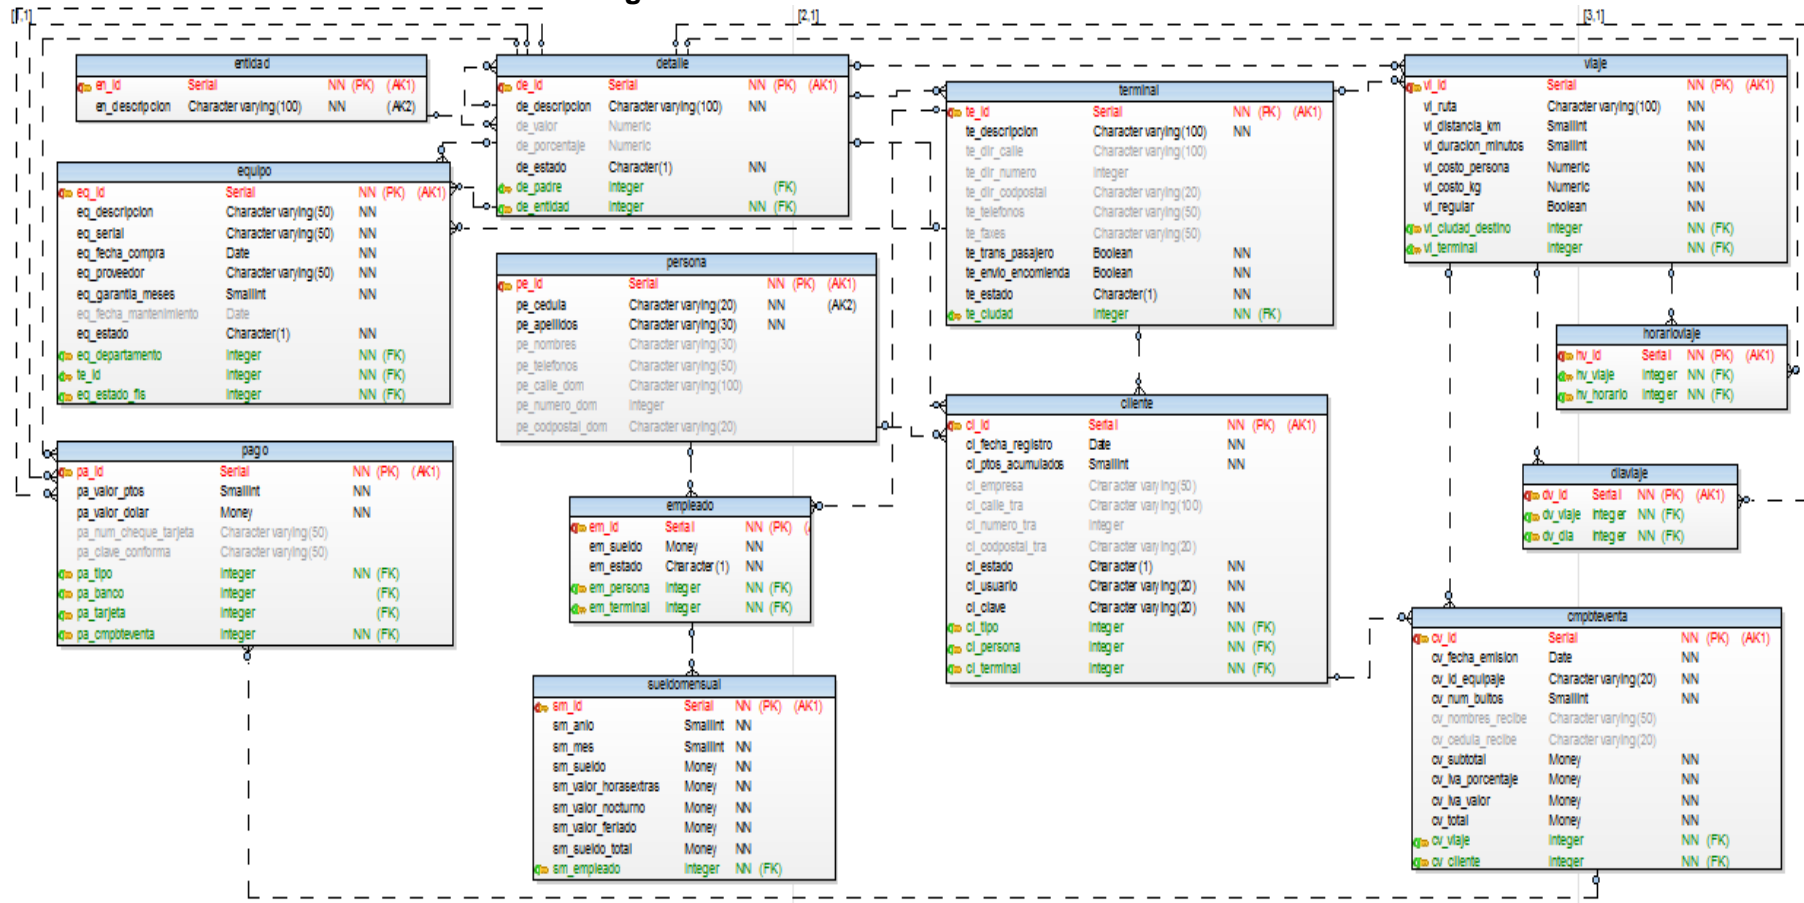 [1,1]
g
[2,1]
[3,1]
entidad
en_id Serial NN (PK) (AK1)
en_descripcion Character varying(100) NN (AK2)
equipo
eq_id Serial NN (PK) (AK1)
eq_descripcion Character varying(50) NN
eq_serial Character varying(50) NN
eq_fecha_compra Date NN
eq_proveedor Character varying(50) NN
eq_garantia_meses Smallint NN
eq_fecha_mantenimiento Date
eq_estado Character(1) NN
eq_departamento Integer NN (FK)
te_id Integer NN (FK)
eq_estado_fis Integer NN (FK)
pago
pa_id Serial NN (PK) (AK1)
pa_valor_ptos Smallint NN
pa_valor_dolar Money NN
pa_num_cheque_tarjeta Character varying(50)
pa_clave_conforma Character varying(50)
pa_tipo Integer NN (FK)
pa_banco Integer (FK)
pa_tarjeta Integer (FK)
pa_cmpbteventa Integer NN (FK)
detalle
de_id Serial NN (PK) (AK1)
de_descripcion Character varying(100) NN
de_valor Numeric
de_porcentaje Numeric
de_estado Character(1) NN
de_padre Integer (FK)
de_entidad Integer NN (FK)
persona
pe_id Serial NN (PK) (AK1)
pe_cedula Character varying(20) NN (AK2)
pe_apellidos Character varying(30) NN
pe_nombres Character varying(30)
pe_telefonos Character varying(50)
pe_calle_dom Character varying(100)
pe_numero_dom Integer
pe_codpostal_dom Character varying(20)
empleado
em_id Serial NN (PK) (
em_sueldo Money NN
em_estado Character(1) NN
em_persona Integer NN (FK)
em_terminal Integer NN (FK)
sueldomensual
sm_id Serial NN (PK) (AK1)
sm_anio Smallint NN
sm_mes Smallint NN
sm_sueldo Money NN
sm_valor_horasextras Money NN
sm_valor_nocturno Money NN
sm_valor_feriado Money NN
sm_sueldo_total Money NN
sm_empleado Integer NN (FK)
terminal
te_id Serial NN (PK) (AK1)
te_descripcion Character varying(100) NN
te_dir_calle Character varying(100)
te_dir_numero Integer
te_dir_codpostal Character varying(20)
te_telefonos Character varying(50)
te_faxes Character varying(50)
te_trans_pasajero Boolean NN
te_envio_encomienda Boolean NN
te_estado Character(1) NN
te_ciudad Integer NN (FK)
cliente
cl_id Serial NN (PK) (AK1)
cl_fecha_registro Date NN
cl_ptos_acumulados Smallint NN
cl_empresa Character varying(50)
cl_calle_tra Character varying(100)
cl_numero_tra Integer
cl_codpostal_tra Character varying(20)
cl_estado Character(1) NN
cl_usuario Character varying(20) NN
cl_clave Character varying(20) NN
cl_tipo Integer NN (FK)
cl_persona Integer NN (FK)
cl_terminal Integer NN (FK)
viaje
vi_id Serial NN (PK) (AK1)
vi_ruta Character varying(100) NN
vi_distancia_km Smallint NN
vi_duracion_minutos Smallint NN
vi_costo_persona Numeric NN
vi_costo_kg Numeric NN
vi_regular Boolean NN
vi_ciudad_destino Integer NN (FK)
vi_terminal Integer NN (FK)
horarioviaje
hv_id Serial NN (PK) (AK1)
hv_viaje Integer NN (FK)
hv_horario Integer NN (FK)
diaviaje
dv_id Serial NN (PK) (AK1)
dv_viaje Integer NN (FK)
dv_dia Integer NN (FK)
cmpbteventa
cv_id Serial NN (PK) (AK1)
cv_fecha_emision Date NN
cv_id_equipaje Character varying(20) NN
cv_num_bultos Smallint NN
cv_nombres_recibe Character varying(50)
cv_cedula_recibe Character varying(20)
cv_subtotal Money NN
cv_iva_porcentaje Money NN
cv_iva_valor Money NN
cv_total Money NN
cv_viaje Integer NN (FK)
cv_cliente Integer NN (FK)